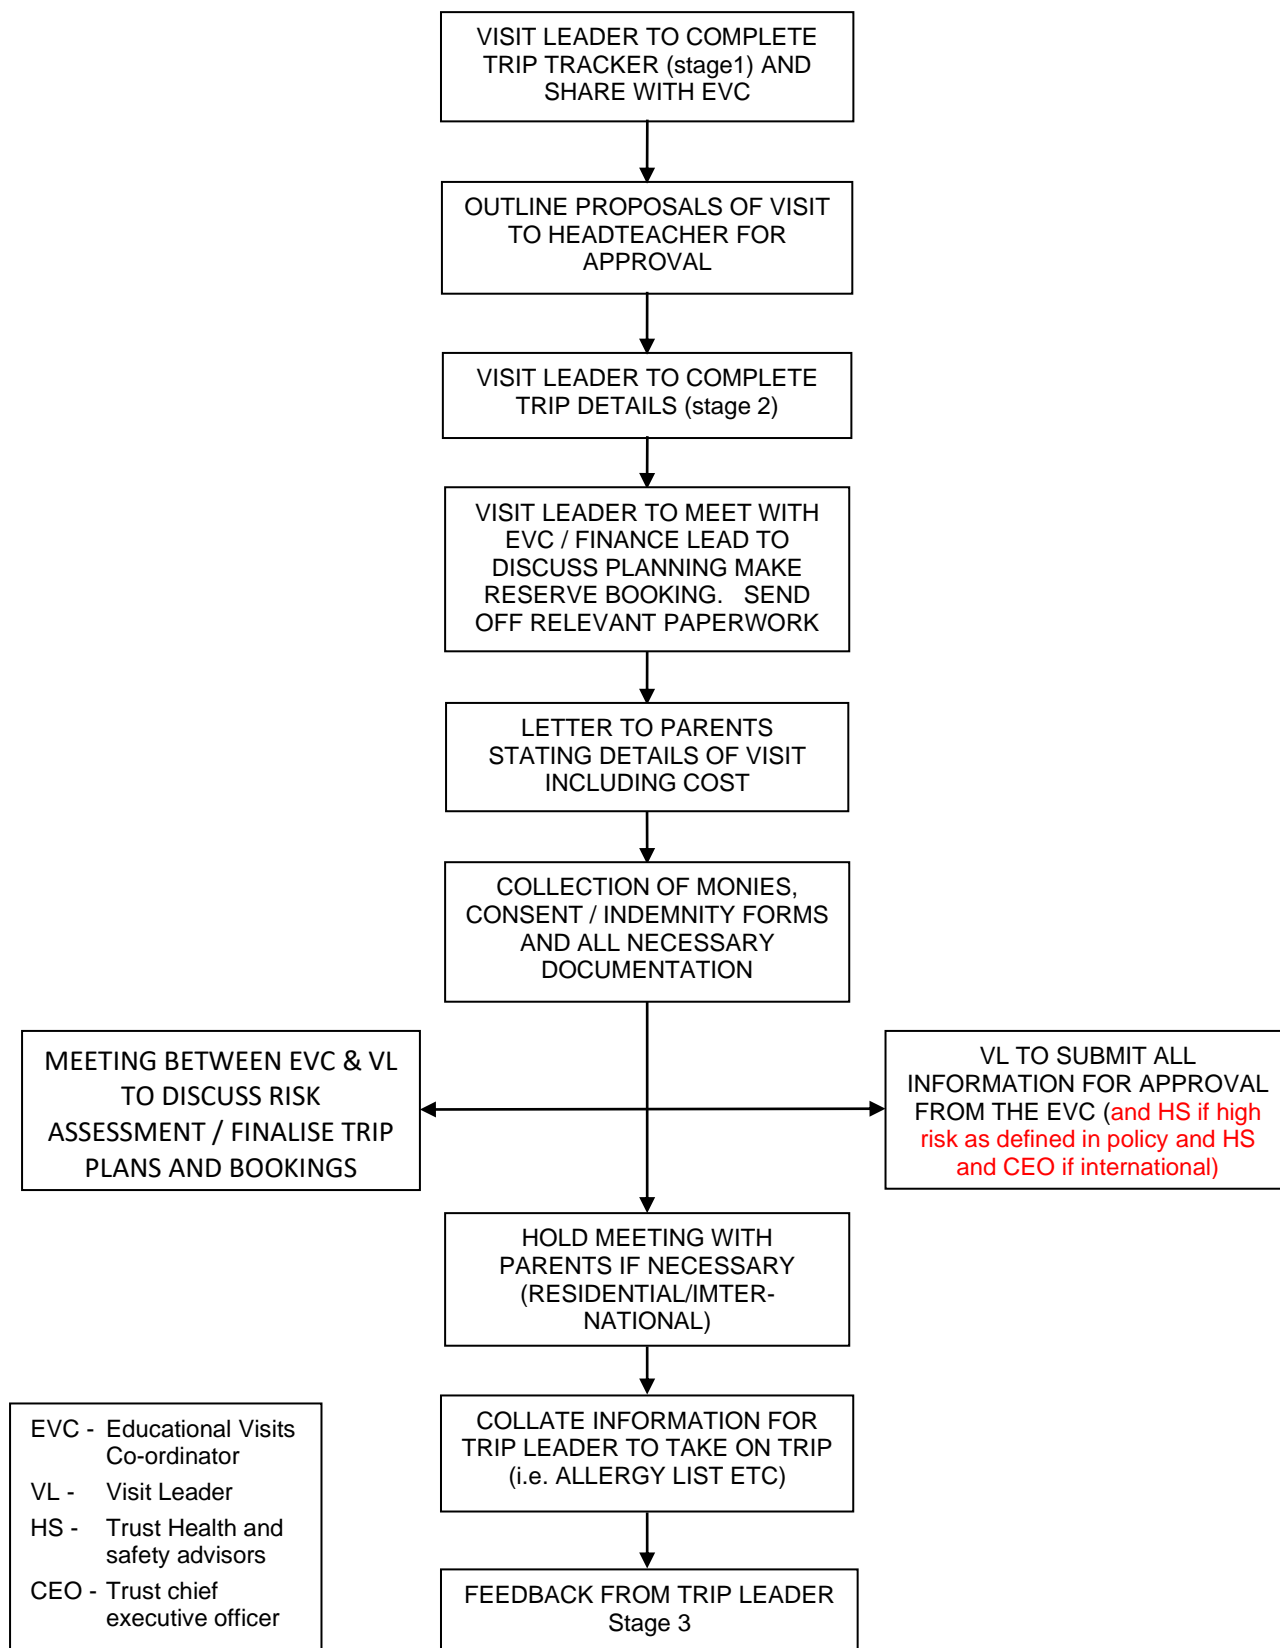 VISIT LEADER TO COMPLETE
TRIP TRACKER (stage1) AND
SHARE WITH EVC
OUTLINE PROPOSALS OF VISIT
TO HEADTEACHER FOR
APPROVAL
VISIT LEADER TO COMPLETE
TRIP DETAILS (stage 2)
VISIT LEADER TO MEET WITH
EVC / FINANCE LEAD TO
DISCUSS PLANNING MAKE
RESERVE BOOKING. SEND
OFF RELEVANT PAPERWORK
LETTER TO PARENTS
STATING DETAILS OF VISIT
INCLUDING COST
COLLECTION OF MONIES,
CONSENT / INDEMNITY FORMS
AND ALL NECESSARY
DOCUMENTATION
MEETING BETWEEN EVC & VL
TO DISCUSS RISK
ASSESSMENT / FINALISE TRIP
PLANS AND BOOKINGS
VL TO SUBMIT ALL
INFORMATION FOR APPROVAL
FROM THE EVC (and HS if high
risk as defined in policy and HS
and CEO if international)
HOLD MEETING WITH
PARENTS IF NECESSARY
(RESIDENTIAL/IMTER-
NATIONAL)
COLLATE INFORMATION FOR
TRIP LEADER TO TAKE ON TRIP
(i.e. ALLERGY LIST ETC)
FEEDBACK FROM TRIP LEADER
Stage 3
EVC - Educational Visits
Co-ordinator
VL - Visit Leader
HS - Trust Health and
safety advisors
CEO - Trust chief
executive officer